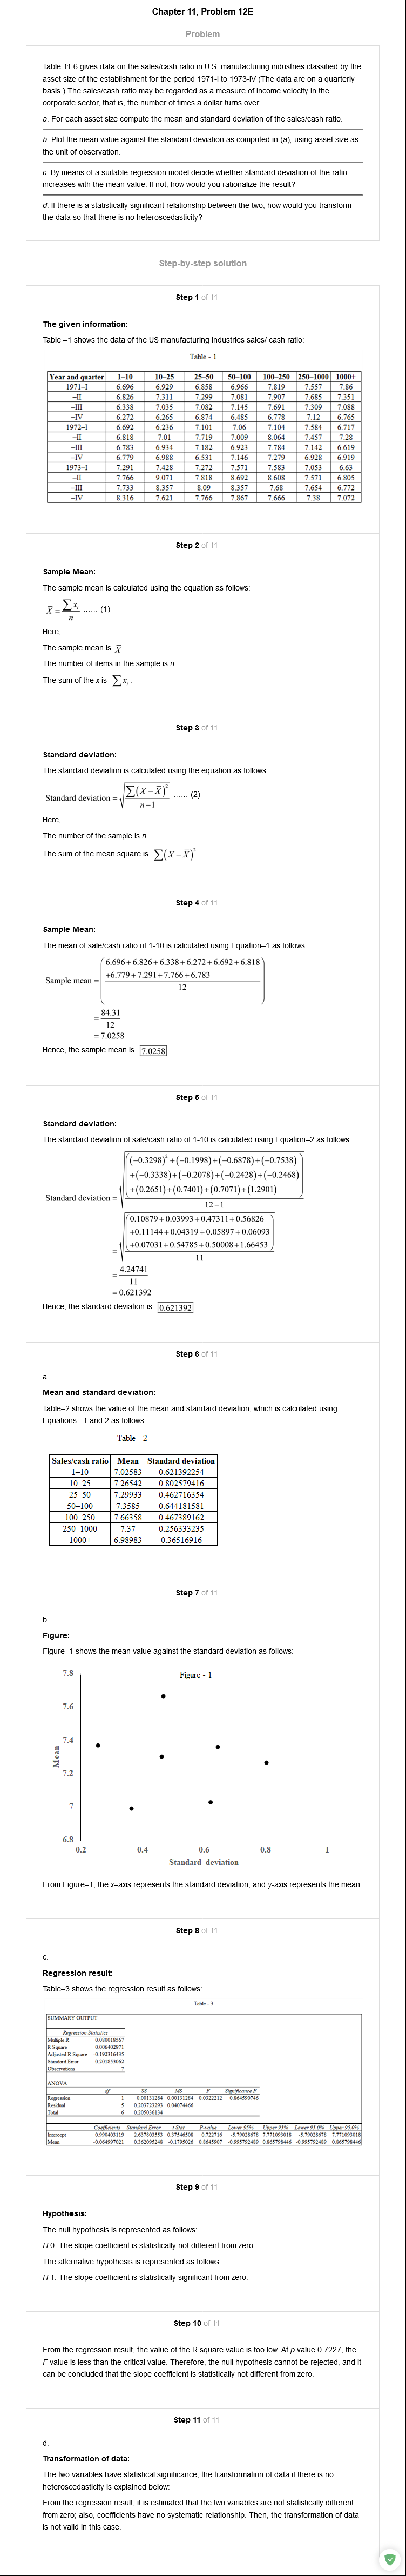 Chapter 11, Problem 12E
Problem
Table 11.6 gives data on the sales/cash ratio in U.S. manufacturing industries classified by the
asset size of the establishment for the period 1971-I to 1973-IV (The data are on a quarterly
basis.) The sales/cash ratio may be regarded as a measure of income velocity in the
corporate sector, that is, the number of times a dollar turns over.
a. For each asset size compute the mean and standard deviation of the sales/cash ratio.
b. Plot the mean value against the standard deviation as computed in (a), using asset size as
the unit of observation.
c. By means of a suitable regression model decide whether standard deviation of the ratio
increases with the mean value. If not, how would you rationalize the result?
d. If there is a statistically significant relationship between the two, how would you transform
the data so that there is no heteroscedasticity?
Step-by-step solution
Step 1 of 11
The given information:
Table –1 shows the data of the US manufacturing industries sales/ cash ratio:
Table - 1
Year and quarter 1–10 10–25 25–50 50–100 100–250 250–1000 1000+
1971–I 6.696 6.929 6.858 6.966 7.819 7.557 7.86
–II 6.826 7.311 7.299 7.081 7.907 7.685 7.351
–III 6.338 7.035 7.082 7.145 7.691 7.309 7.088
–IV 6.272 6.265 6.874 6.485 6.778 7.12 6.765
1972–I 6.692 6.236 7.101 7.06 7.104 7.584 6.717
–II 6.818 7.01 7.719 7.009 8.064 7.457 7.28
–III 6.783 6.934 7.182 6.923 7.784 7.142 6.619
–IV 6.779 6.988 6.531 7.146 7.279 6.928 6.919
1973–I 7.291 7.428 7.272 7.571 7.583 7.053 6.63
–II 7.766 9.071 7.818 8.692 8.608 7.571 6.805
–III 7.733 8.357 8.09 8.357 7.68 7.654 6.772
–IV 8.316 7.621 7.766 7.867 7.666 7.38 7.072
Step 2 of 11
Sample Mean:
The sample mean is calculated using the equation as follows:
X̄ = ∑xᵢ / n ...... (1)
Here,
The sample mean is X̄ .
The number of items in the sample is n.
The sum of the x is ∑xᵢ .
Step 3 of 11
Standard deviation:
The standard deviation is calculated using the equation as follows:
Standard deviation = √(∑(X − X̄)² / n−1) ...... (2)
Here,
The number of the sample is n.
The sum of the mean square is ∑(X − X̄)² .
Step 4 of 11
Sample Mean:
The mean of sale/cash ratio of 1-10 is calculated using Equation–1 as follows:
Sample mean = (6.696+6.826+6.338+6.272+6.692+6.818
+6.779+7.291+7.766+6.783) / 12
= 84.31 / 12
= 7.0258
Hence, the sample mean is 7.0258 .
Step 5 of 11
Standard deviation:
The standard deviation of sale/cash ratio of 1-10 is calculated using Equation–2 as follows:
Standard deviation = √(((−0.3298)² + (−0.1998) + (−0.6878) + (−0.7538)
+(−0.3338) + (−0.2078) + (−0.2428) + (−0.2468)
+(0.2651) + (0.7401) + (0.7071) + (1.2901)) / 12−1)
= √((0.10879+0.03993+0.47311+0.56826
+0.11144+0.04319+0.05897+0.06093
+0.07031+0.54785+0.50008+1.66453) / 11)
= 4.24741 / 11
= 0.621392
Hence, the standard deviation is 0.621392 .
Step 6 of 11
a.
Mean and standard deviation:
Table–2 shows the value of the mean and standard deviation, which is calculated using
Equations –1 and 2 as follows:
Table - 2
Sales/cash ratio Mean Standard deviation
1–10 7.02583 0.621392254
10–25 7.26542 0.802579416
25–50 7.29933 0.462716354
50–100 7.3585 0.644181581
100–250 7.66358 0.467389162
250–1000 7.37 0.256333235
1000+ 6.98983 0.36516916
Step 7 of 11
b.
Figure:
Figure–1 shows the mean value against the standard deviation as follows:
Figure - 1
7.8
7.6
7.4
7.2
7
6.8
Mean
0.2 0.4 0.6 0.8 1
Standard deviation
From Figure–1, the x–axis represents the standard deviation, and y-axis represents the mean.
Step 8 of 11
c.
Regression result:
Table–3 shows the regression result as follows:
Table - 3
SUMMARY OUTPUT
Regression Statistics
Multiple R 0.080018567
R Square 0.006402971
Adjusted R Square -0.192316435
Standard Error 0.201853062
Observations 7
ANOVA
df SS MS F Significance F
Regression 1 0.00131284 0.00131284 0.0322212 0.864590746
Residual 5 0.203723293 0.04074466
Total 6 0.205036134
Coefficients Standard Error t Stat P-value Lower 95% Upper 95% Lower 95.0% Upper 95.0%
Intercept 0.990403119 2.637803553 0.37546508 0.722716 -5.79028678 7.771093018 -5.79028678 7.771093018
Mean -0.064997021 0.362095248 -0.1795026 0.8645907 -0.995792489 0.865798446 -0.995792489 0.865798446
Step 9 of 11
Hypothesis:
The null hypothesis is represented as follows:
H 0: The slope coefficient is statistically not different from zero.
The alternative hypothesis is represented as follows:
H 1: The slope coefficient is statistically significant from zero.
Step 10 of 11
From the regression result, the value of the R square value is too low. At p value 0.7227, the
F value is less than the critical value. Therefore, the null hypothesis cannot be rejected, and it
can be concluded that the slope coefficient is statistically not different from zero.
Step 11 of 11
d.
Transformation of data:
The two variables have statistical significance; the transformation of data if there is no
heteroscedasticity is explained below:
From the regression result, it is estimated that the two variables are not statistically different
from zero; also, coefficients have no systematic relationship. Then, the transformation of data
is not valid in this case.